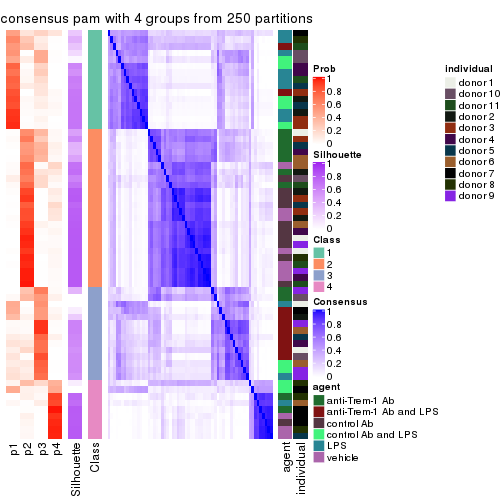 consensus pam with 4 groups from 250 partitions
Prob
1
0.8
0.6
0.4
0.2
0
Silhouette
1
0.8
0.6
0.4
0.2
0
Class
1
2
3
4
Consensus
1
0.8
0.6
0.4
0.2
0
agent
anti-Trem-1 Ab
anti-Trem-1 Ab and LPS
control Ab
control Ab and LPS
LPS
vehicle
individual
donor 1
donor 10
donor 11
donor 2
donor 3
donor 4
donor 5
donor 6
donor 7
donor 8
donor 9
p1
p2
p3
p4
Silhouette
Class
agent
individual